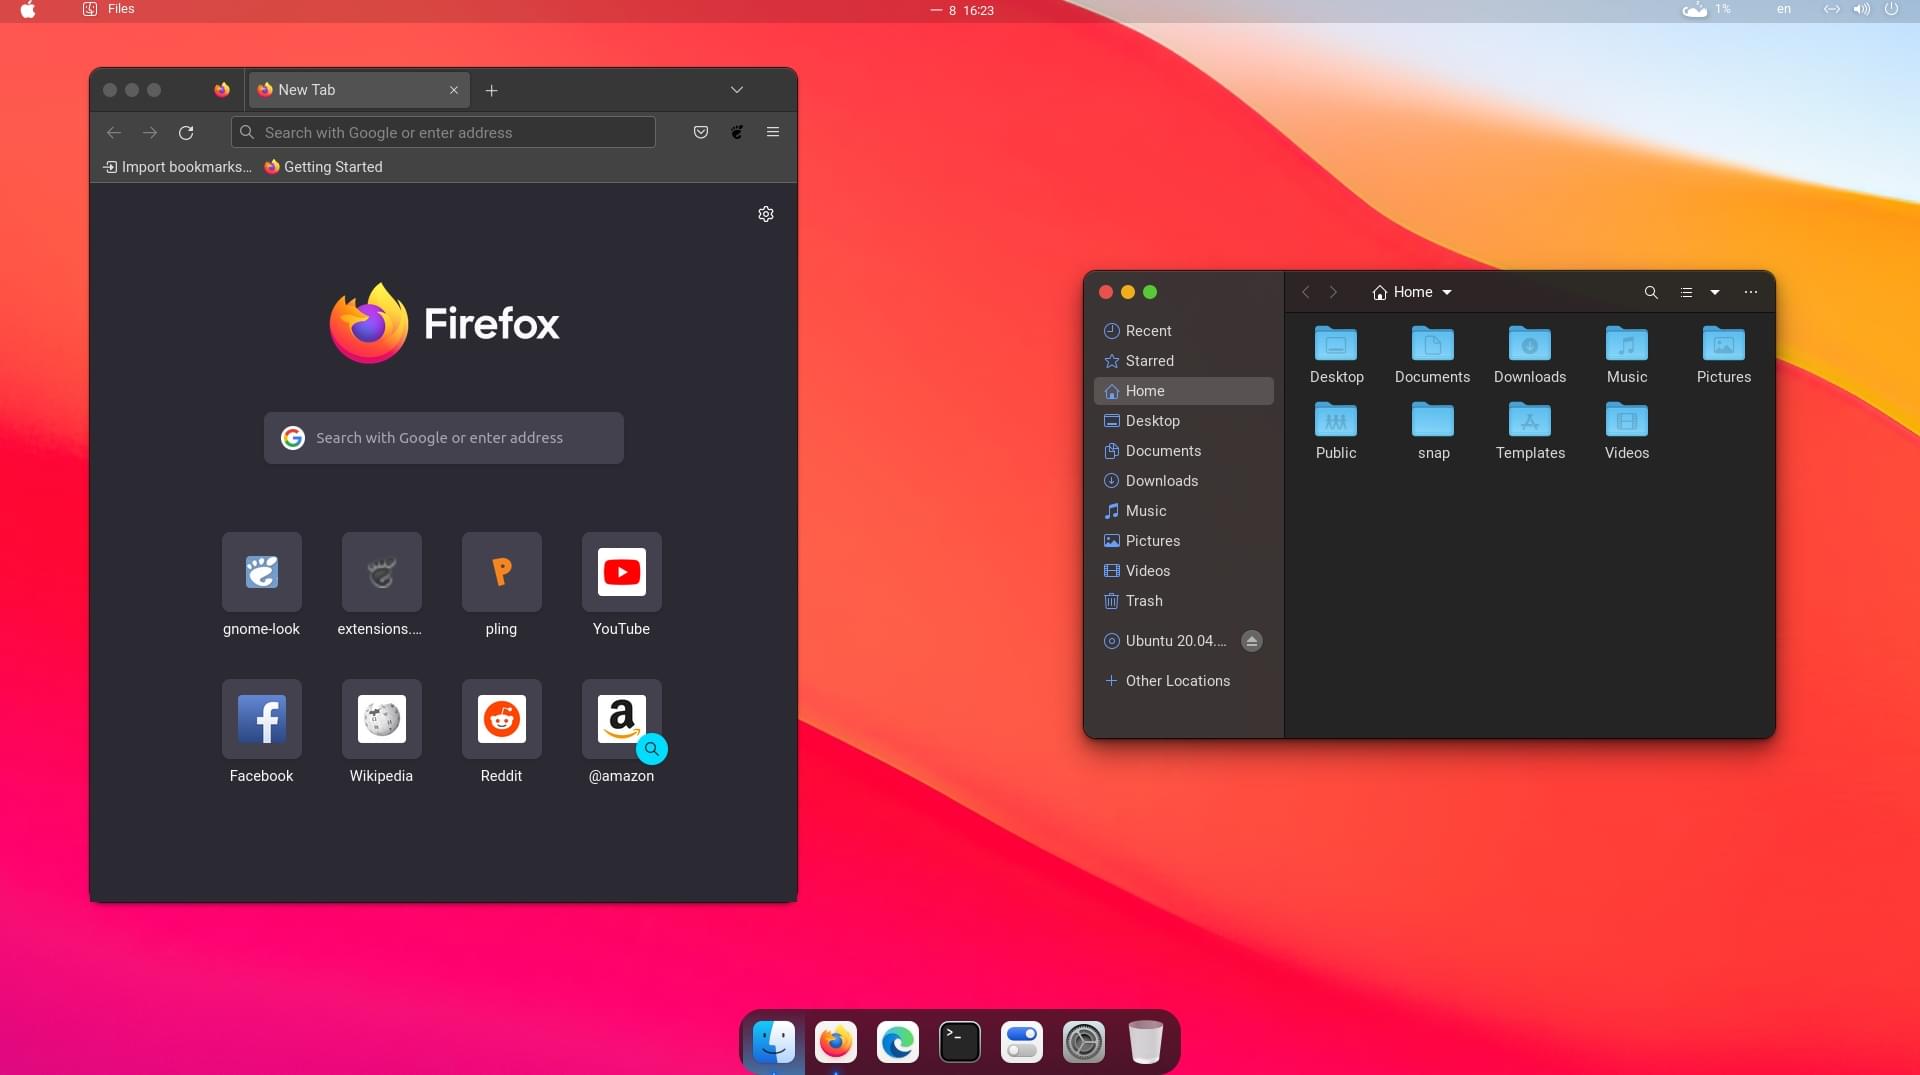 Files
一 8 16:23
1%
en
New Tab
Search with Google or enter address
Import bookmarks…
Getting Started
Firefox
Search with Google or enter address
gnome-look
extensions.…
pling
YouTube
Facebook
Wikipedia
Reddit
@amazon
Home
Recent
Starred
Home
Desktop
Documents
Downloads
Music
Pictures
Videos
Trash
Ubuntu 20.04.…
Other Locations
Desktop
Documents
Downloads
Music
Pictures
Public
snap
Templates
Videos